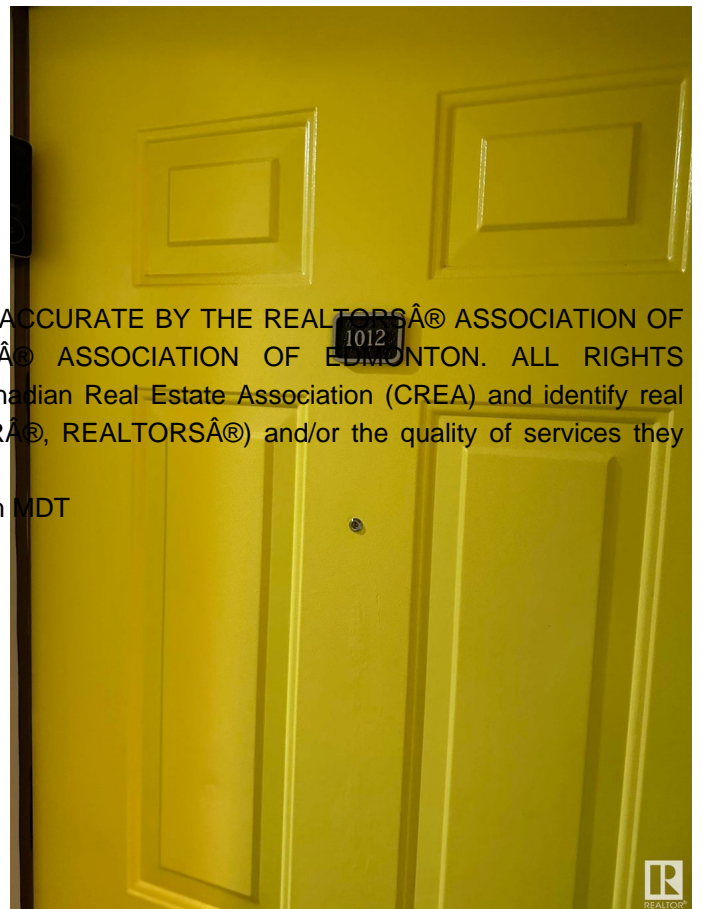 ACCURATE BY THE REALTORSÂ® ASSOCIATION OF
Â® ASSOCIATION OF EDMONTON. ALL RIGHTS
nadian Real Estate Association (CREA) and identify real
RÂ®, REALTORSÂ®) and/or the quality of services they
n MDT
1012
R
REALTOR®